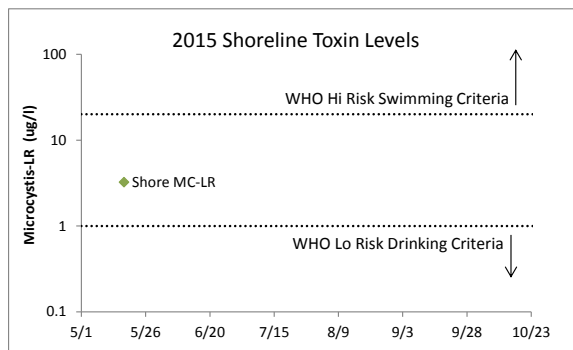 2015 Shoreline Toxin Levels
100
WHO Hi Risk Swimming Criteria
10
Microcystis-LR (ug/l)
Shore MC-LR
1
WHO Lo Risk Drinking Criteria
0.1
5/1 5/26 6/20 7/15 8/9 9/3 9/28 10/23